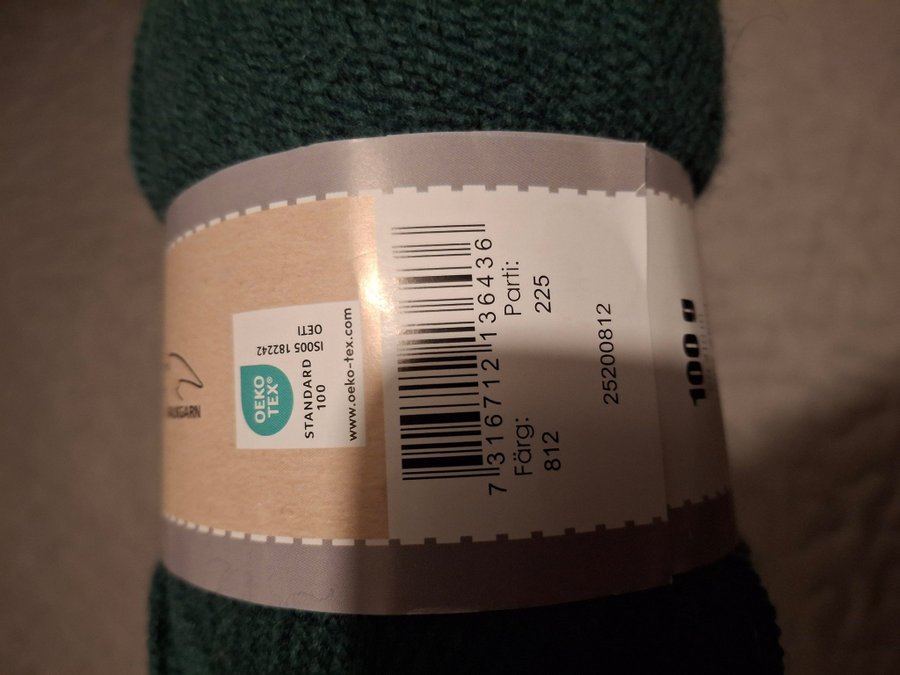 OEKO
TEX®
STANDARD
100
IS005 182242
OETI
www.oeko-tex.com
7 316712 136436
Färg:
812
Parti:
225
25200812
100 g